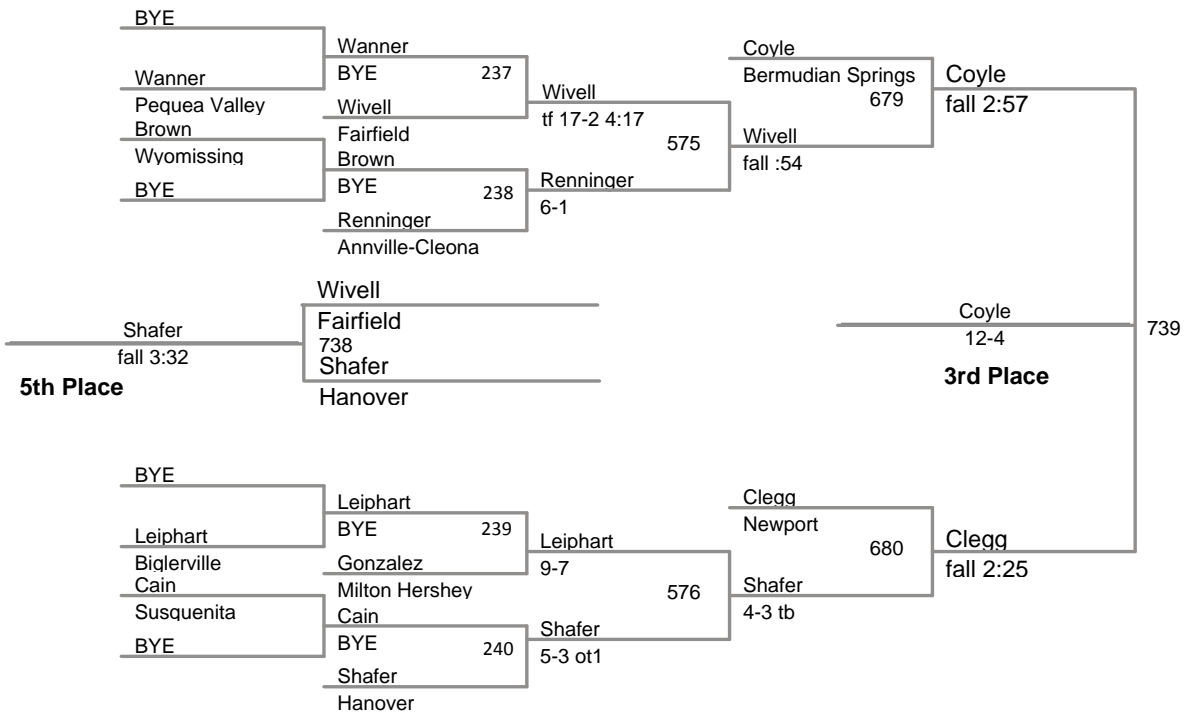 BYE
Wanner
Pequea Valley
Brown
Wyomissing
BYE
Wanner
BYE
237
Wivell
Fairfield
Brown
BYE
238
Renninger
Annville-Cleona
Wivell
tf 17-2 4:17
575
Renninger
6-1
Coyle
Bermudian Springs
679
Wivell
fall :54
Coyle
fall 2:57
Shafer
fall 3:32
5th Place
Wivell
Fairfield
738
Shafer
Hanover
Coyle
12-4
3rd Place
739
BYE
Leiphart
Biglerville
Cain
Susquenita
BYE
Leiphart
BYE
239
Gonzalez
Milton Hershey
Cain
BYE
240
Shafer
Hanover
Leiphart
9-7
576
Shafer
5-3 ot1
Clegg
Newport
680
Shafer
4-3 tb
Clegg
fall 2:25